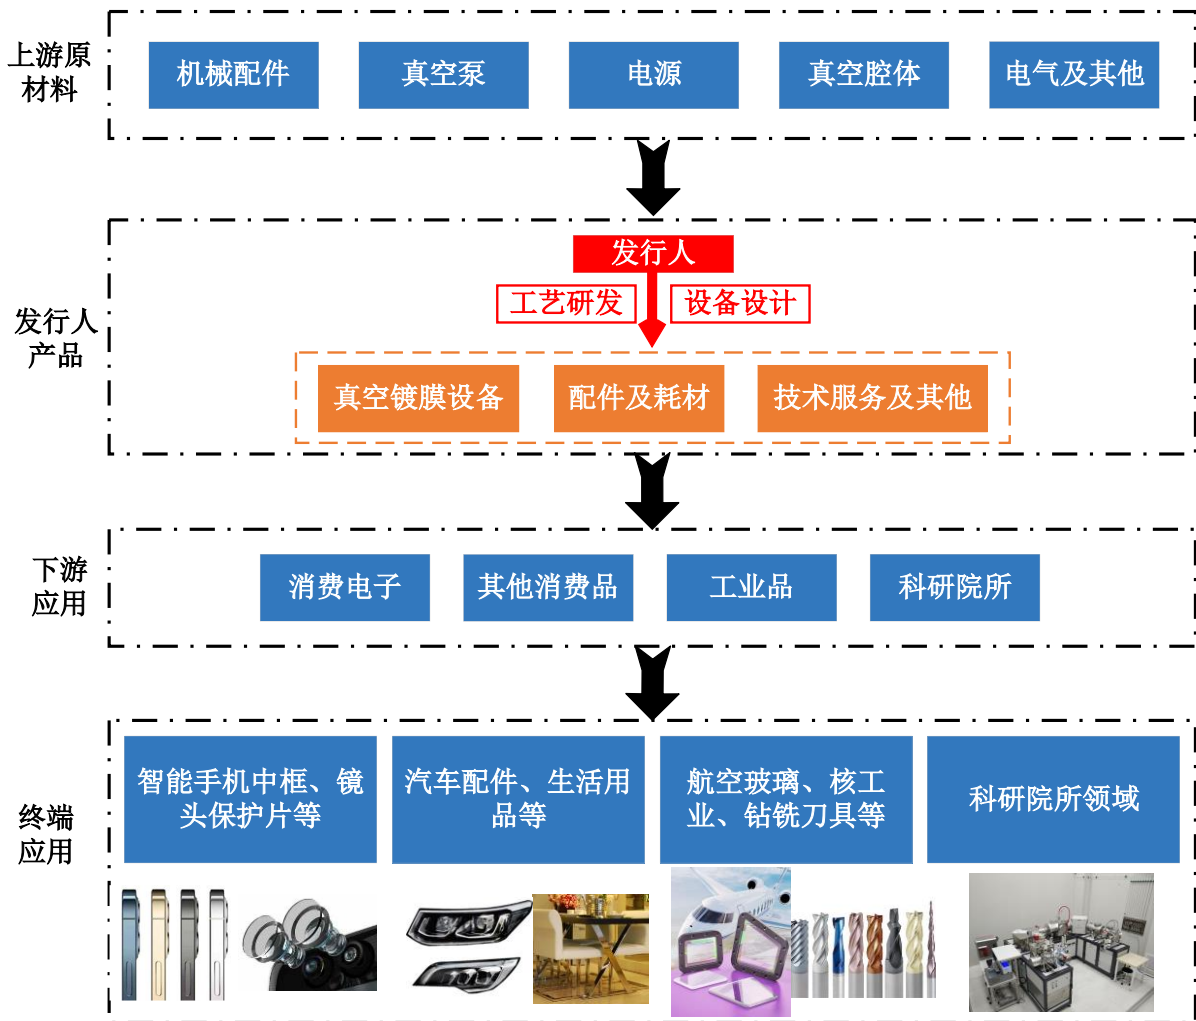 上游原
材料
机械配件
真空泵
电源
真空腔体
电气及其他
发行人
产品
发行人
工艺研发
设备设计
真空镀膜设备
配件及耗材
技术服务及其他
下游
应用
消费电子
其他消费品
工业品
科研院所
终端
应用
智能手机中框、镜
头保护片等
汽车配件、生活用
品等
航空玻璃、核工
业、钻铣刀具等
科研院所领域